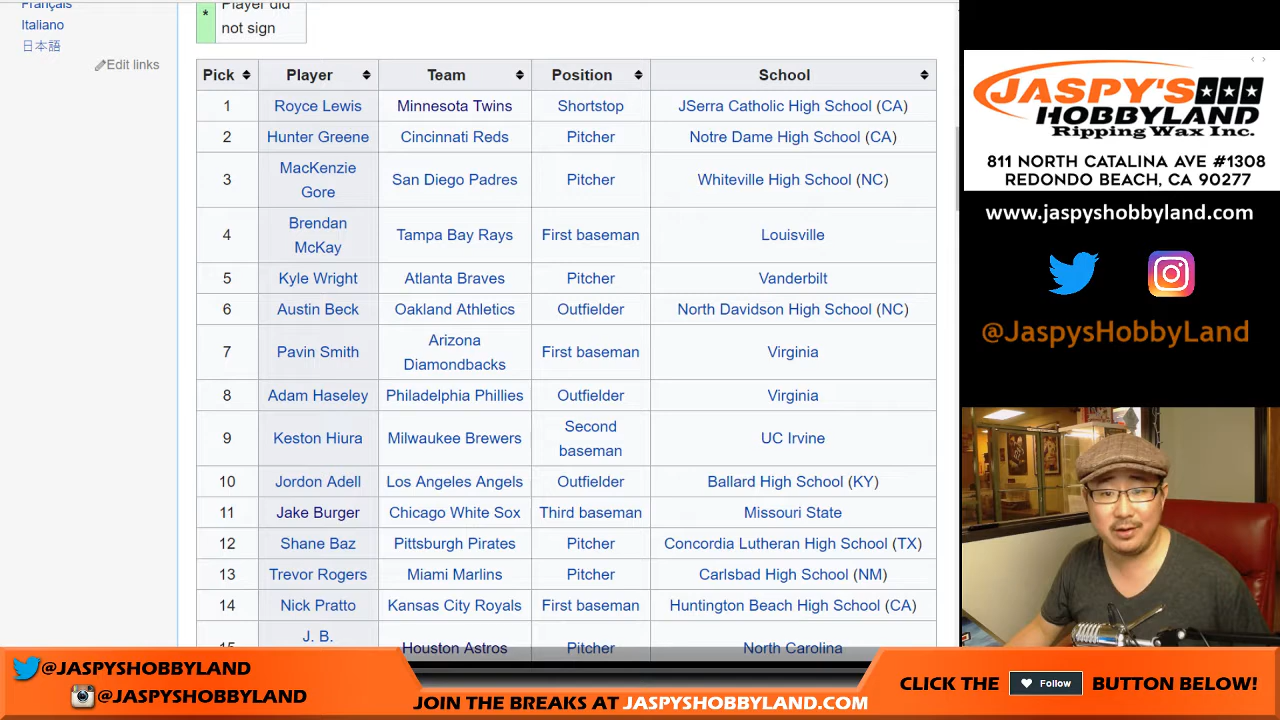 Français
Italiano
日本語
Edit links
*
Player did
not sign
Pick Player Team Position School
1 Royce Lewis Minnesota Twins Shortstop JSerra Catholic High School (CA)
2 Hunter Greene Cincinnati Reds Pitcher Notre Dame High School (CA)
3 MacKenzie Gore San Diego Padres Pitcher Whiteville High School (NC)
4 Brendan McKay Tampa Bay Rays First baseman Louisville
5 Kyle Wright Atlanta Braves Pitcher Vanderbilt
6 Austin Beck Oakland Athletics Outfielder North Davidson High School (NC)
7 Pavin Smith Arizona Diamondbacks First baseman Virginia
8 Adam Haseley Philadelphia Phillies Outfielder Virginia
9 Keston Hiura Milwaukee Brewers Second baseman UC Irvine
10 Jordon Adell Los Angeles Angels Outfielder Ballard High School (KY)
11 Jake Burger Chicago White Sox Third baseman Missouri State
12 Shane Baz Pittsburgh Pirates Pitcher Concordia Lutheran High School (TX)
13 Trevor Rogers Miami Marlins Pitcher Carlsbad High School (NM)
14 Nick Pratto Kansas City Royals First baseman Huntington Beach High School (CA)
15 J. B. Houston Astros Pitcher North Carolina
JASPY'S
HOBBYLAND
Ripping Wax Inc.
811 NORTH CATALINA AVE #1308
REDONDO BEACH, CA 90277
www.jaspyshobbyland.com
@JaspysHobbyLand
@JASPYSHOBBYLAND
@JASPYSHOBBYLAND
JOIN THE BREAKS AT JASPYSHOBBYLAND.COM
CLICK THE Follow BUTTON BELOW!